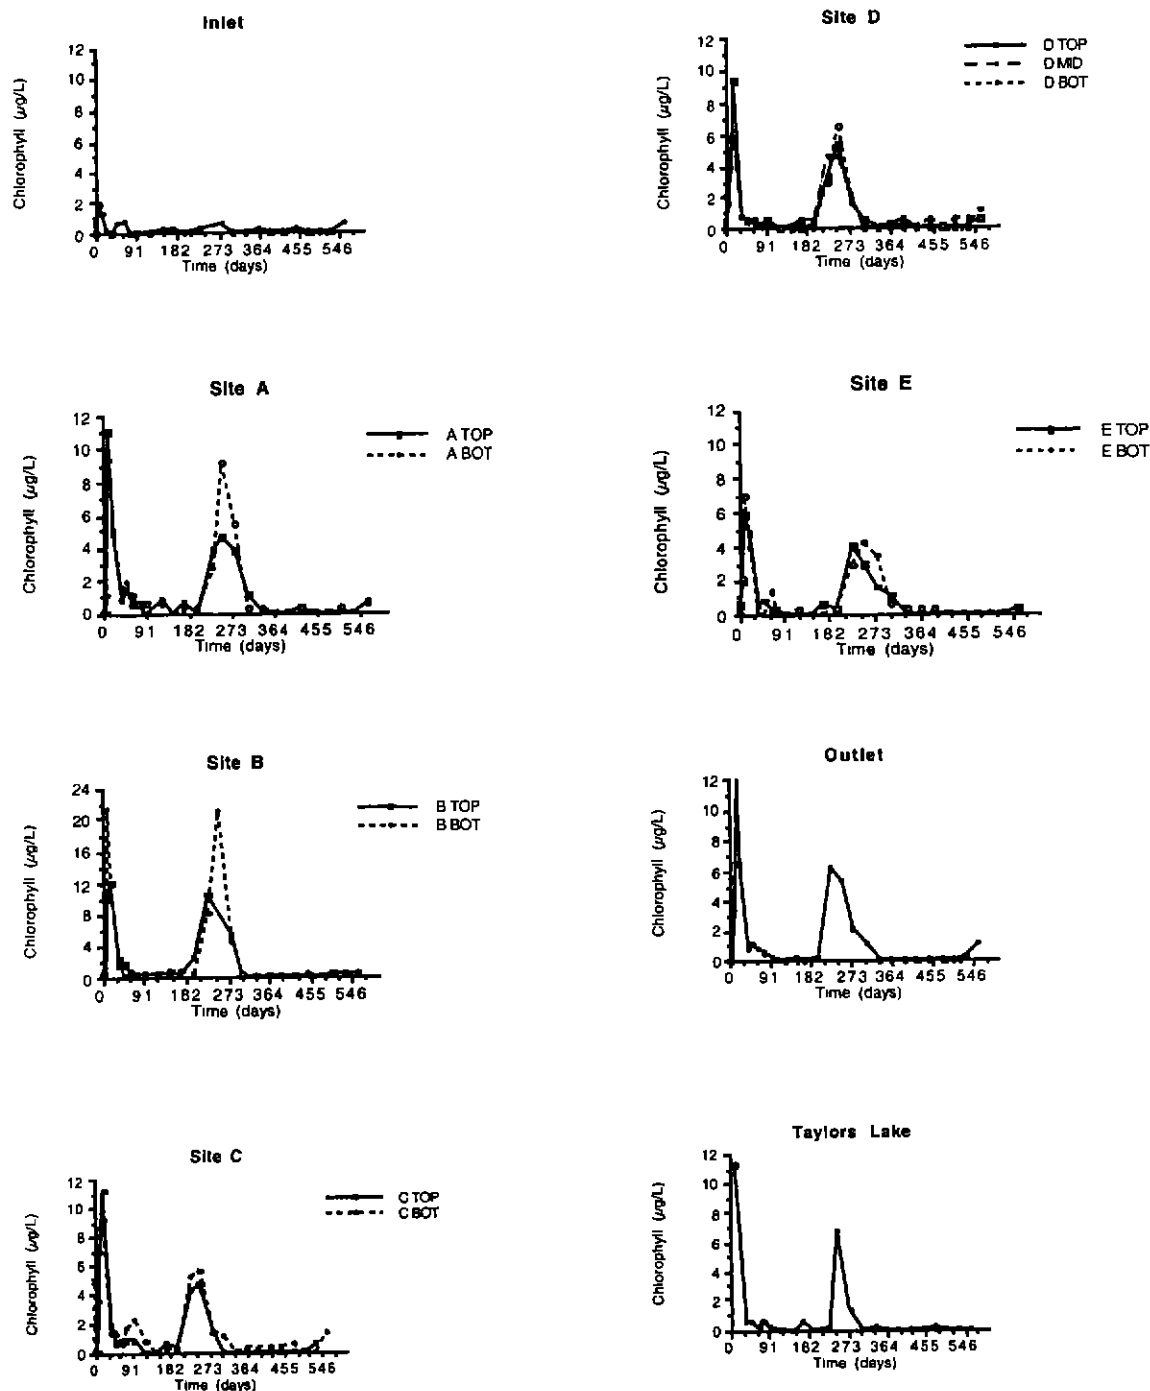 Inlet
Chlorophyll (µg/L)
12
10
8
6
4
2
0
0 91 182 273 364 455 546
Time (days)
Site A
Chlorophyll (µg/L)
12
10
8
6
4
2
0
A TOP
A BOT
0 91 182 273 364 455 546
Time (days)
Site B
Chlorophyll (µg/L)
24
20
16
12
8
4
0
B TOP
B BOT
0 91 182 273 364 455 546
Time (days)
Site C
Chlorophyll (µg/L)
12
10
8
6
4
2
0
C TOP
C BOT
0 91 182 273 364 455 546
Time (days)
Site D
Chlorophyll (µg/L)
12
10
8
6
4
2
0
D TOP
D MID
D BOT
0 91 182 273 364 455 546
Time (days)
Site E
Chlorophyll (µg/L)
12
10
8
6
4
2
0
E TOP
E BOT
0 91 182 273 364 455 546
Time (days)
Outlet
Chlorophyll (µg/L)
12
10
8
6
4
2
0
0 91 182 273 364 455 546
Time (days)
Taylors Lake
Chlorophyll (µg/L)
12
10
8
6
4
2
0
0 91 182 273 364 455 546
Time (days)